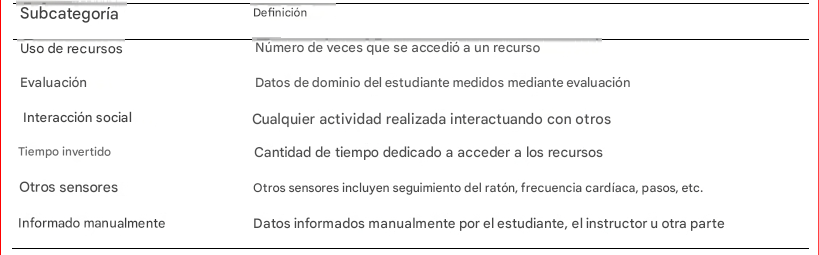 Subcategoría Definición
Uso de recursos Número de veces que se accedió a un recurso
Evaluación Datos de dominio del estudiante medidos mediante evaluación
Interacción social Cualquier actividad realizada interactuando con otros
Tiempo invertido Cantidad de tiempo dedicado a acceder a los recursos
Otros sensores Otros sensores incluyen seguimiento del ratón, frecuencia cardíaca, pasos, etc.
Informado manualmente Datos informados manualmente por el estudiante, el instructor u otra parte